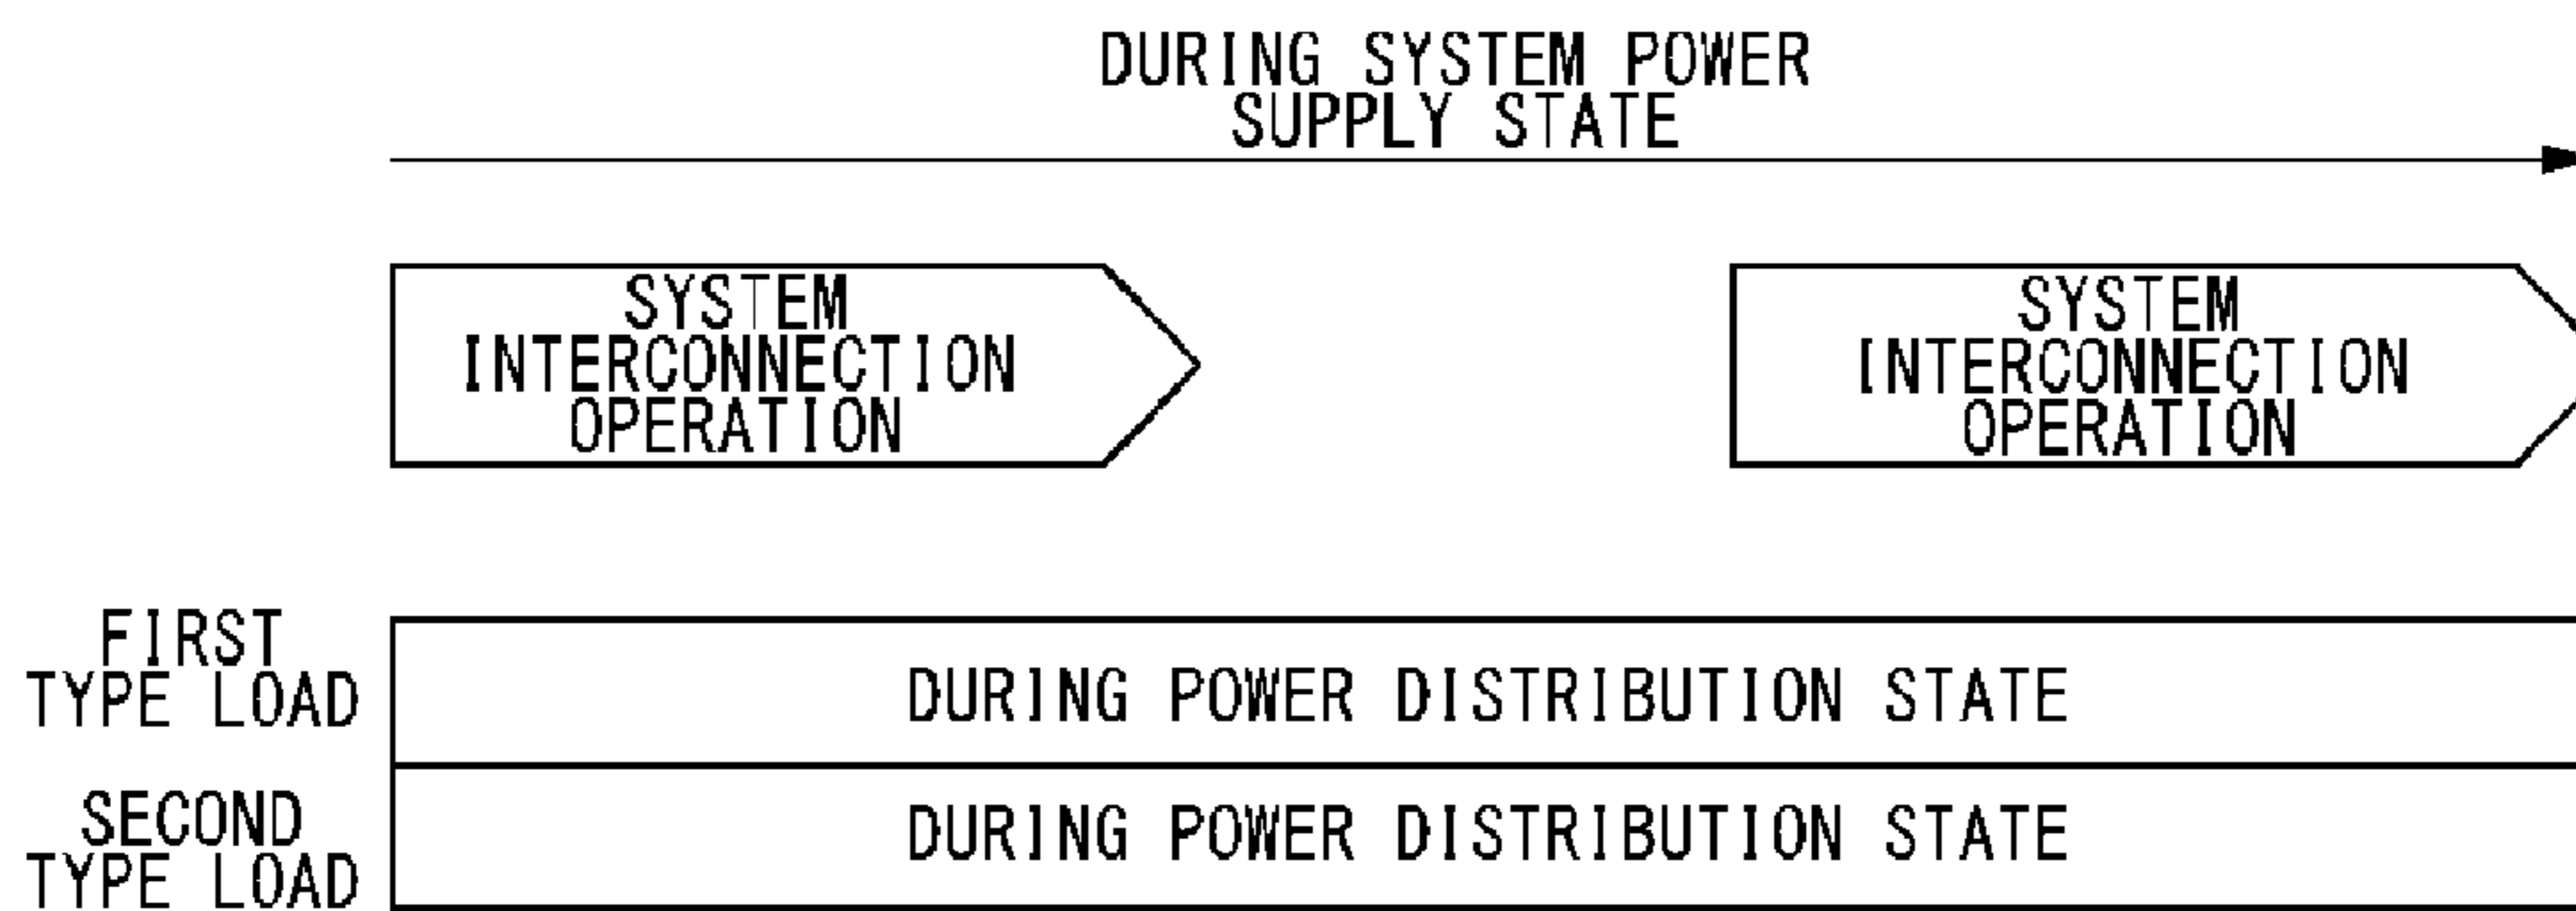 DURING SYSTEM POWER
SUPPLY STATE
SYSTEM
INTERCONNECTION
OPERATION
SYSTEM
INTERCONNECTION
OPERATION
FIRST
TYPE LOAD
DURING POWER DISTRIBUTION STATE
SECOND
TYPE LOAD
DURING POWER DISTRIBUTION STATE